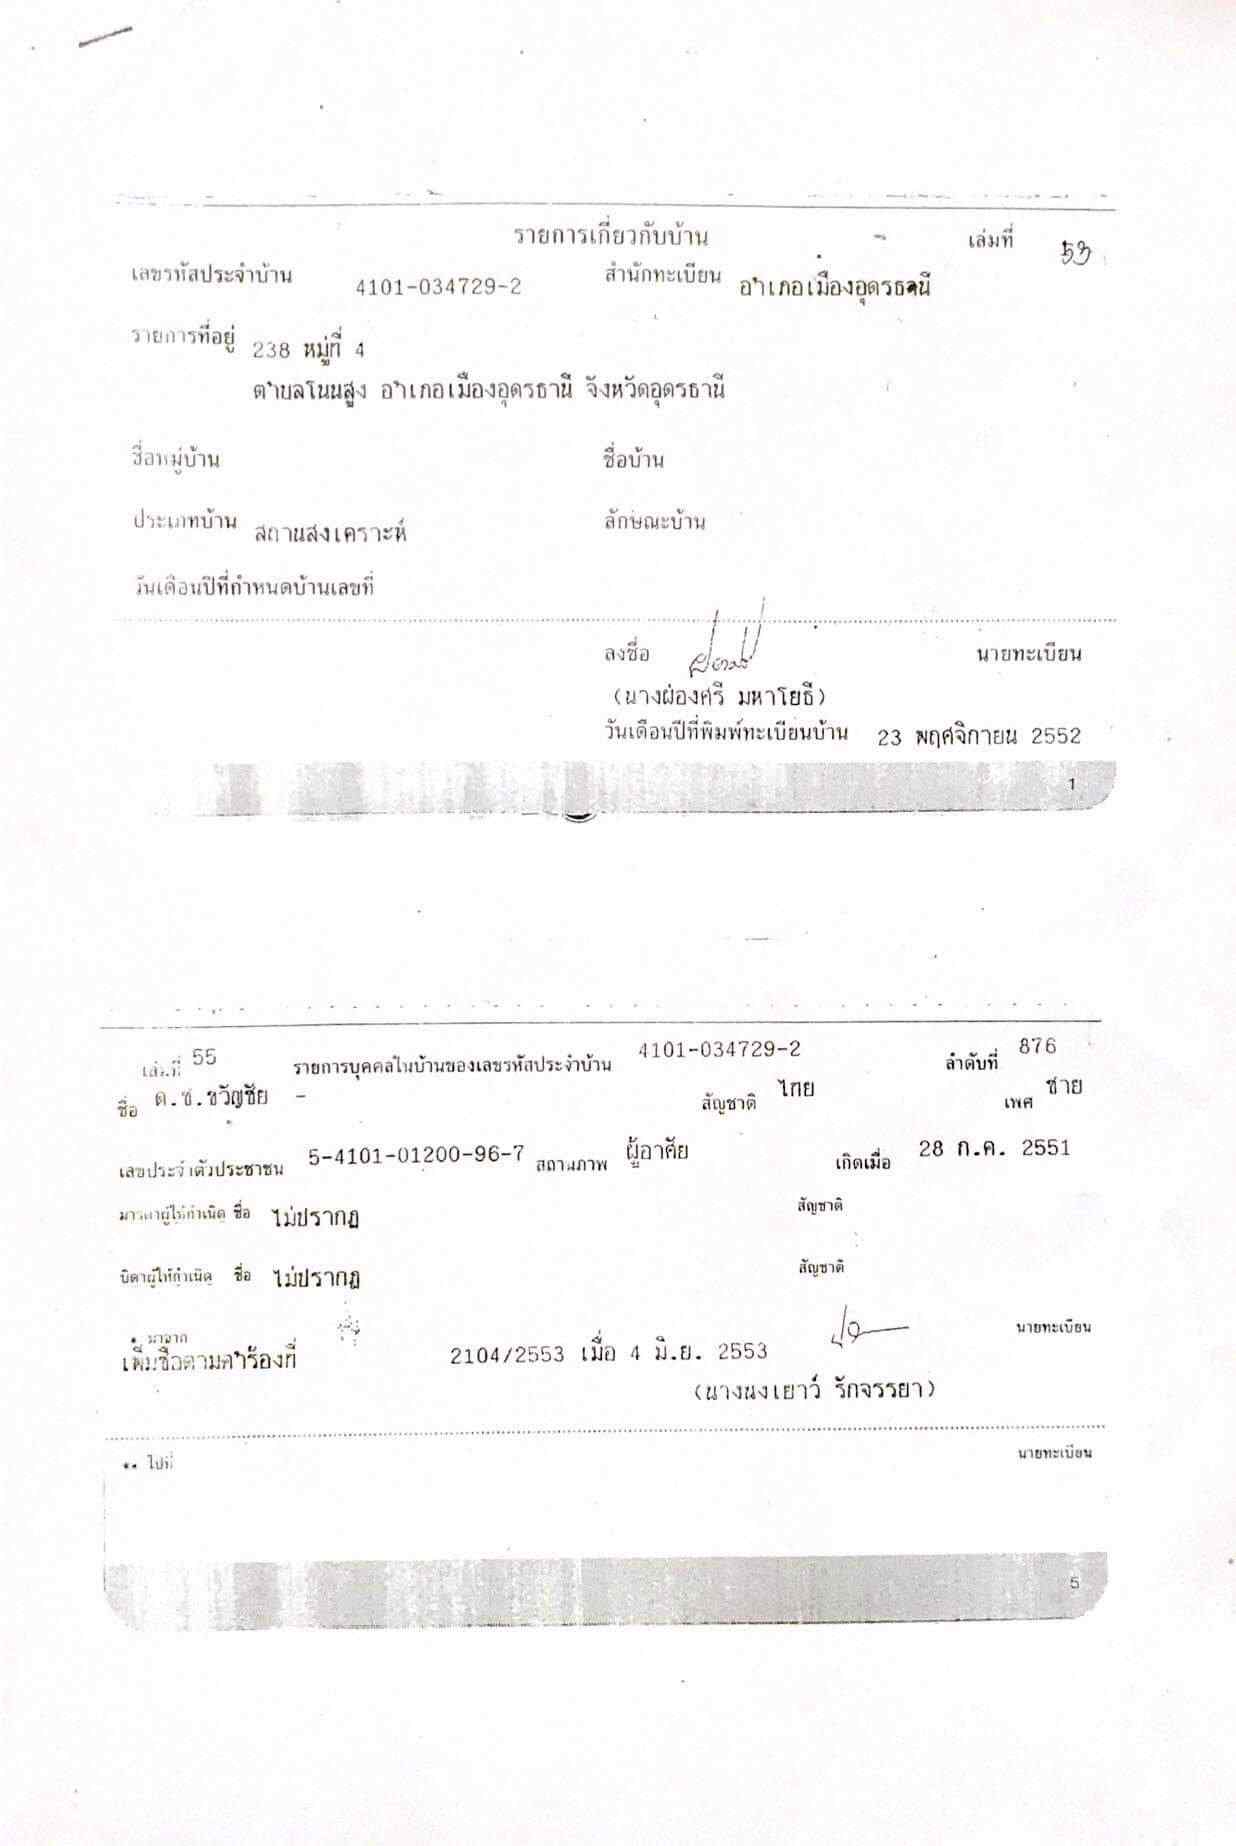 รายการเกี่ยวกับบ้าน เล่มที่ 53
เลขรหัสประจำบ้าน 4101-034729-2 สำนักทะเบียน อำเภอเมืองอุดรธานี
รายการที่อยู่ 238 หมู่ที่ 4
ตำบลโนนสูง อำเภอเมืองอุดรธานี จังหวัดอุดรธานี
ชื่อหมู่บ้าน ชื่อบ้าน
ประเภทบ้าน สถานสงเคราะห์ ลักษณะบ้าน
วันเดือนปีที่กำหนดบ้านเลขที่
ลงชื่อ นายทะเบียน
(นางผ่องศรี มหาโยธี)
วันเดือนปีที่พิมพ์ทะเบียนบ้าน 23 พฤศจิกายน 2552
1
เล่มที่ 55 รายการบุคคลในบ้านของเลขรหัสประจำบ้าน 4101-034729-2 ลำดับที่ 876
ชื่อ ด.ช.ขวัญชัย - สัญชาติ ไทย เพศ ชาย
เลขประจำตัวประชาชน 5-4101-01200-96-7 สถานภาพ ผู้อาศัย เกิดเมื่อ 28 ก.ค. 2551
มารดาผู้ให้กำเนิด ชื่อ ไม่ปรากฏ สัญชาติ
บิดาผู้ให้กำเนิด ชื่อ ไม่ปรากฏ สัญชาติ
* มาจาก นายทะเบียน
เพิ่มชื่อตามคำร้องที่ 2104/2553 เมื่อ 4 มิ.ย. 2553
(นางนงเยาว์ รักจรรยา)
** ไปที่ นายทะเบียน
5